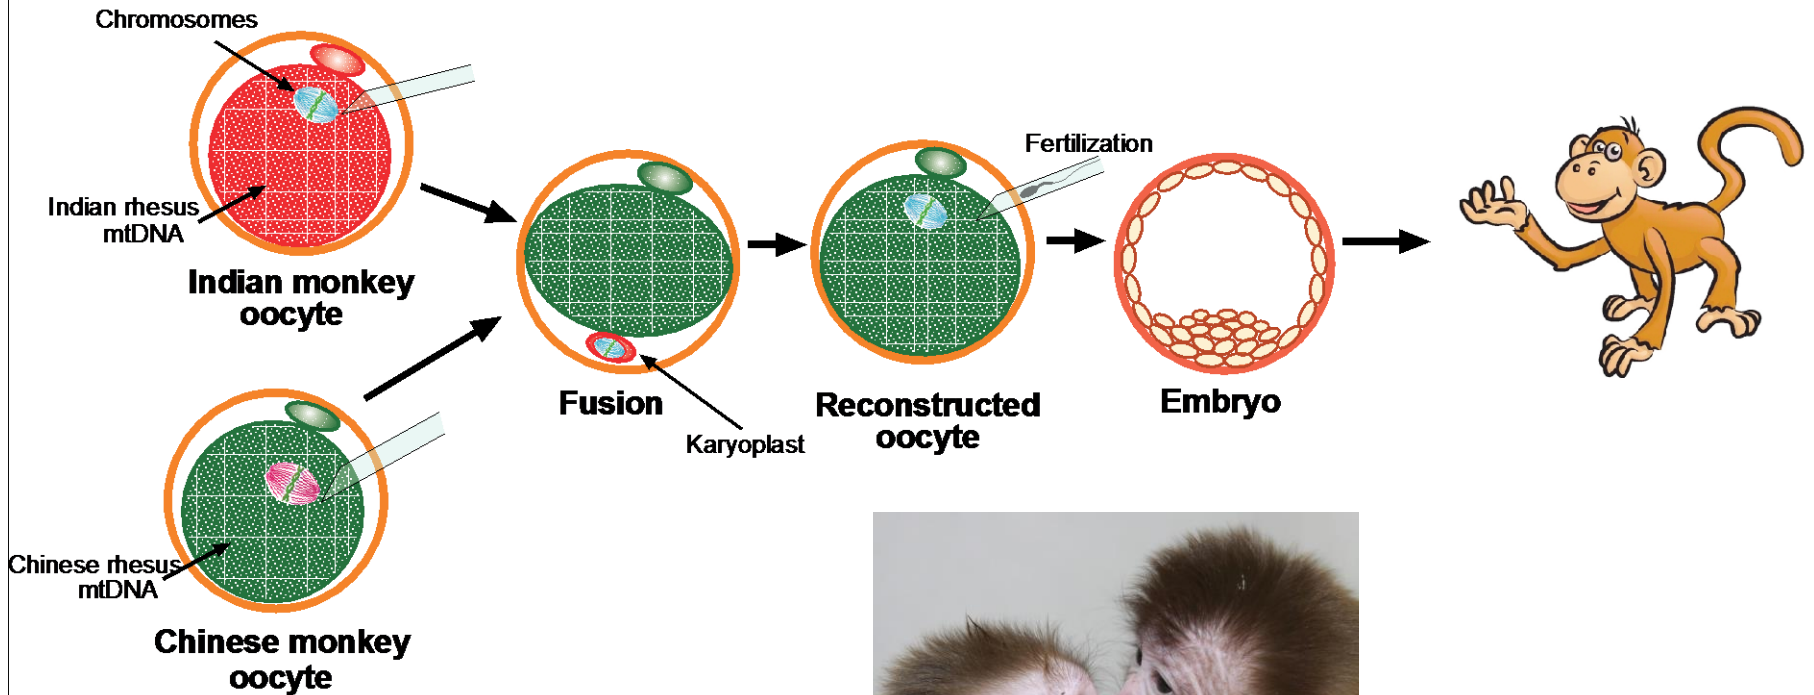 Chromosomes
Indian rhesus
mtDNA
Indian monkey
oocyte
Chinese rhesus
mtDNA
Chinese monkey
oocyte
Fusion
Karyoplast
Fertilization
Reconstructed
oocyte
Embryo